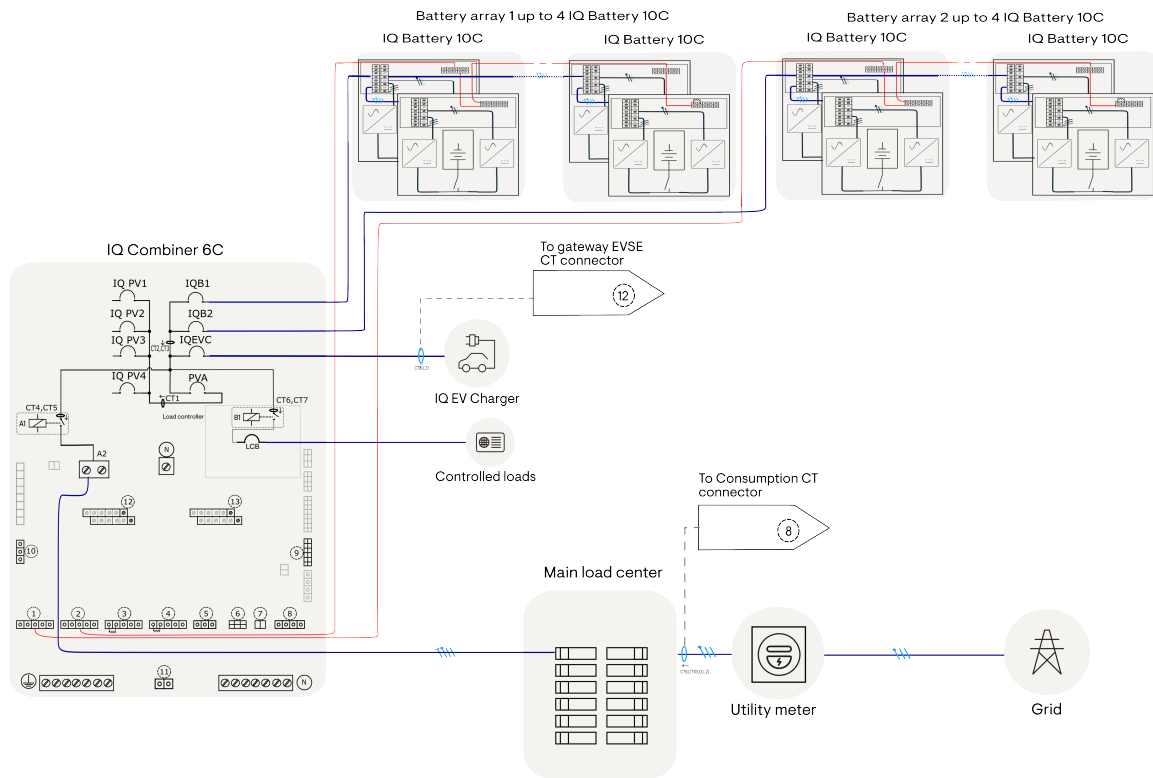 Battery array 1 up to 4 IQ Battery 10C
Battery array 2 up to 4 IQ Battery 10C
IQ Battery 10C
IQ Battery 10C
IQ Battery 10C
IQ Battery 10C
IQ Combiner 6C
To gateway EVSE
CT connector
12
IQ PV1
IQB1
IQ PV2
IQB2
IQ PV3
CT2,CT3
IQEVC
IQ PV4
PVA
CT1
IQ EV Charger
CT4,CT5
A1
Load controller
CT6,CT7
B1
LCB
Controlled loads
A2
N
To Consumption CT
connector
8
12
13
10
9
Main load center
1
2
3
4
5
6
7
8
11
N
Utility meter
Grid